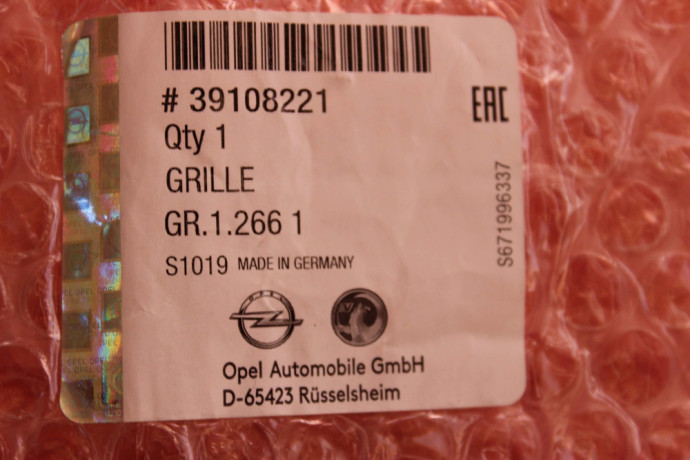 # 39108221
EAC
Qty 1
GRILLE
GR.1.266 1
S1019 MADE IN GERMANY
S671996337
Opel Automobile GmbH
D-65423 Rüsselsheim